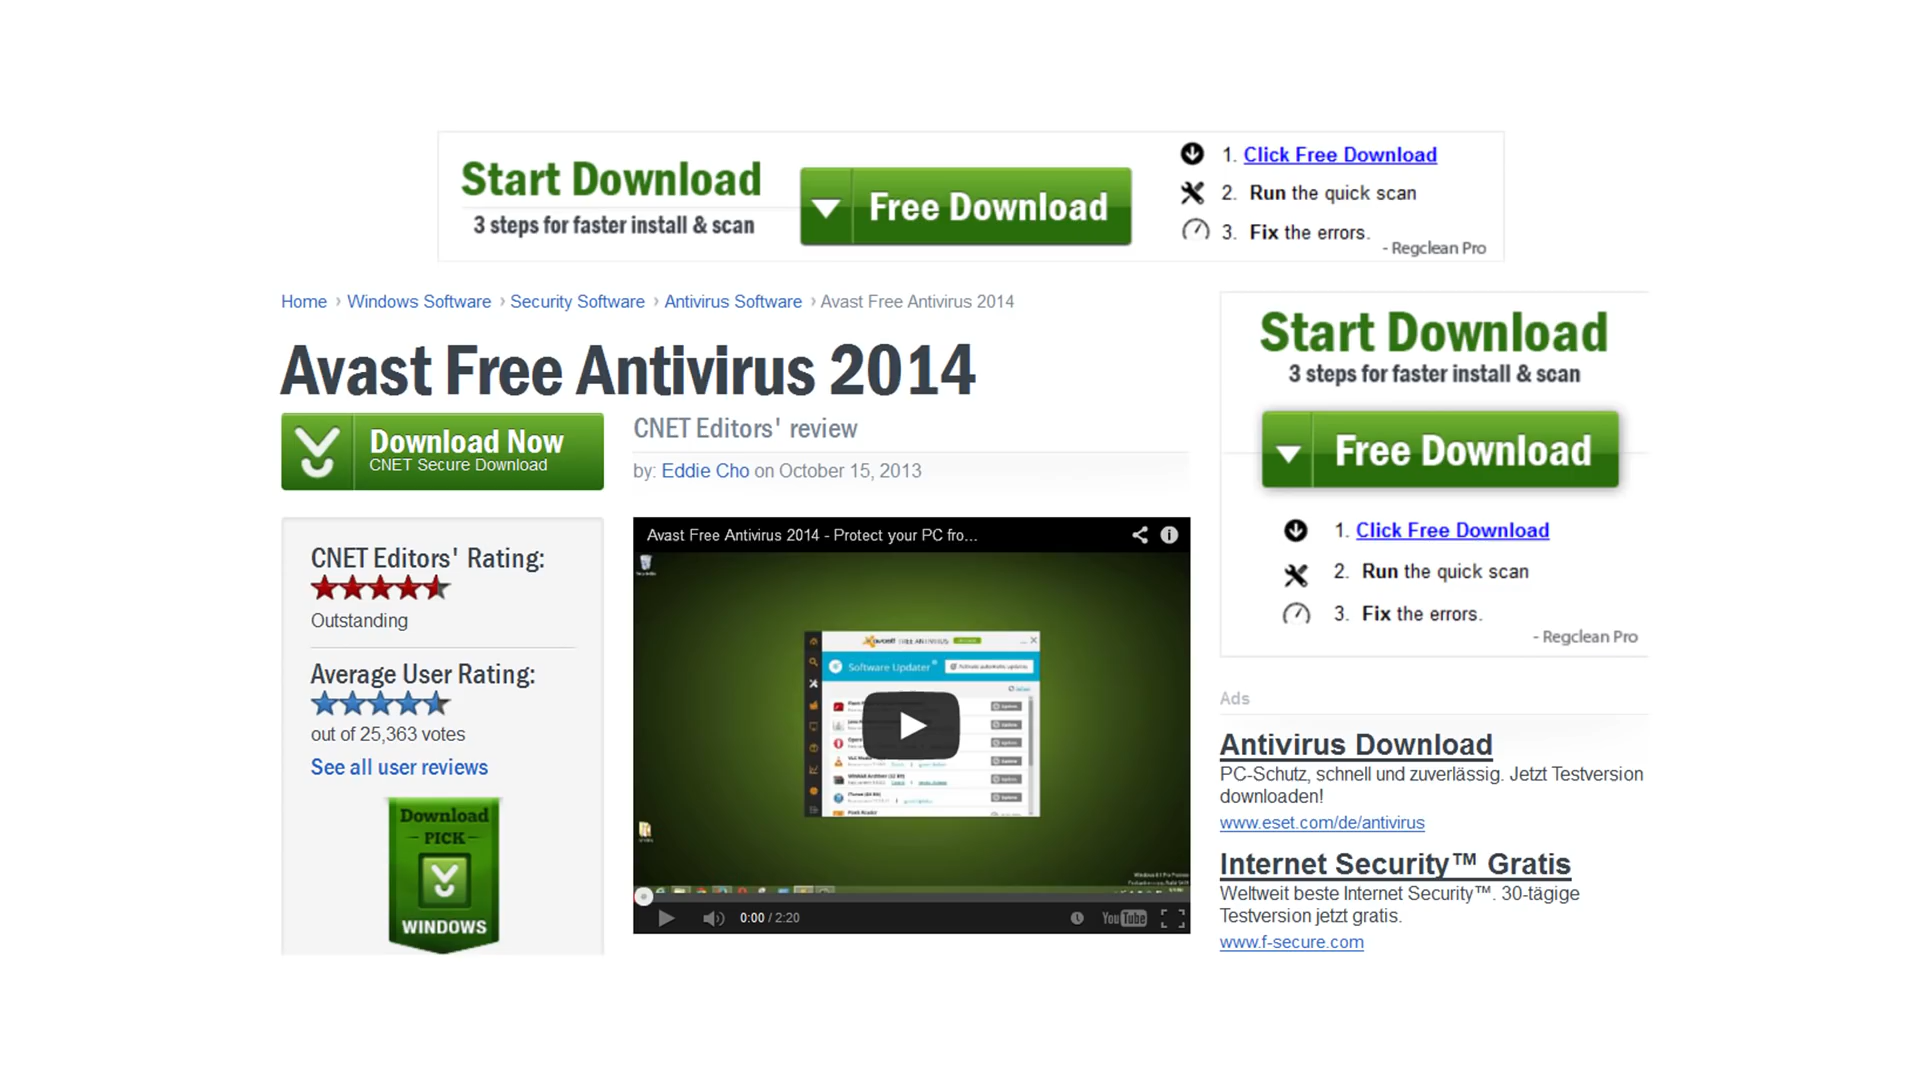 Start Download
3 steps for faster install & scan
Free Download
1. Click Free Download
2. Run the quick scan
3. Fix the errors.
- Regclean Pro
Home › Windows Software › Security Software › Antivirus Software › Avast Free Antivirus 2014
Avast Free Antivirus 2014
Download Now
CNET Secure Download
CNET Editors' Rating:
Outstanding
Average User Rating:
out of 25,363 votes
See all user reviews
Download
PICK
WINDOWS
CNET Editors' review
by: Eddie Cho on October 15, 2013
Avast Free Antivirus 2014 - Protect your PC fro...
avast! FREE ANTIVIRUS
Software Updater
Activate automatic updates
0:00 / 2:20
YouTube
Start Download
3 steps for faster install & scan
Free Download
1. Click Free Download
2. Run the quick scan
3. Fix the errors.
- Regclean Pro
Ads
Antivirus Download
PC-Schutz, schnell und zuverlässig. Jetzt Testversion
downloaden!
www.eset.com/de/antivirus
Internet Security™ Gratis
Weltweit beste Internet Security™. 30-tägige
Testversion jetzt gratis.
www.f-secure.com